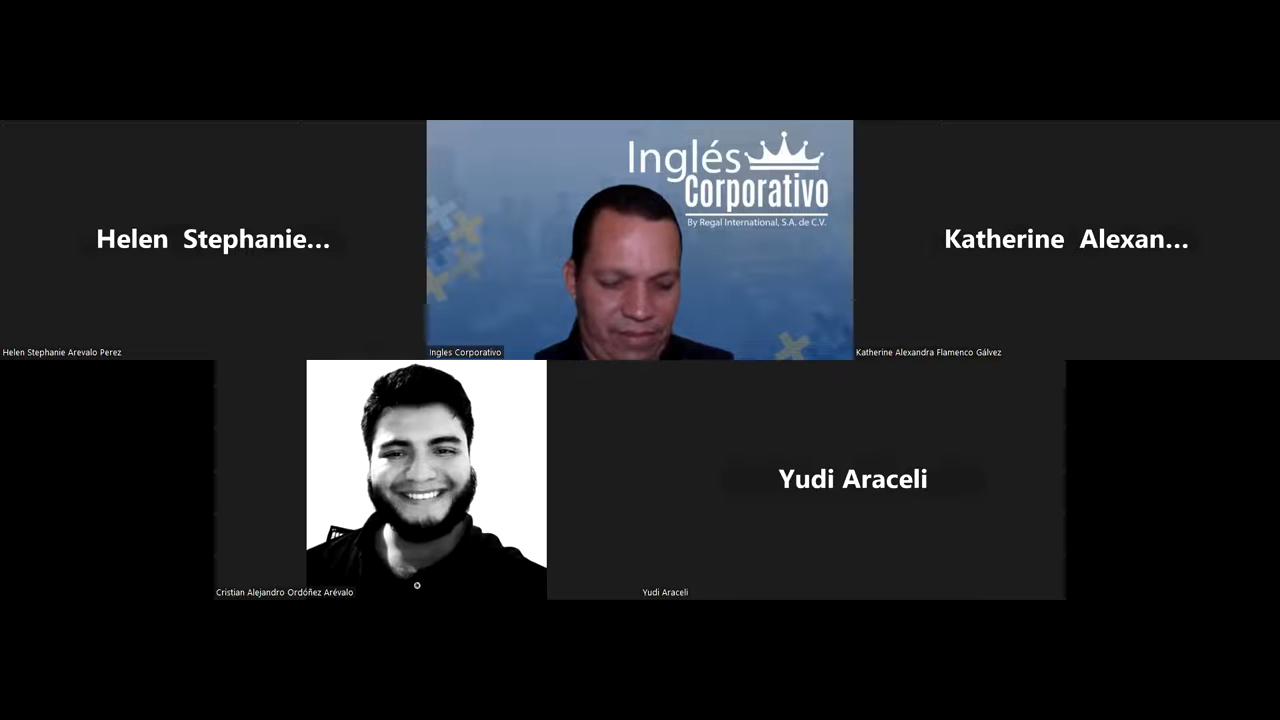 Inglés
Corporativo
By Regal International, S.A. de C.V.
Helen Stephanie...
Katherine Alexan...
Helen Stephanie Arevalo Perez
Ingles Corporativo
Katherine Alexandra Flamenco Gálvez
Yudi Araceli
Cristian Alejandro Ordóñez Arévalo
Yudi Araceli